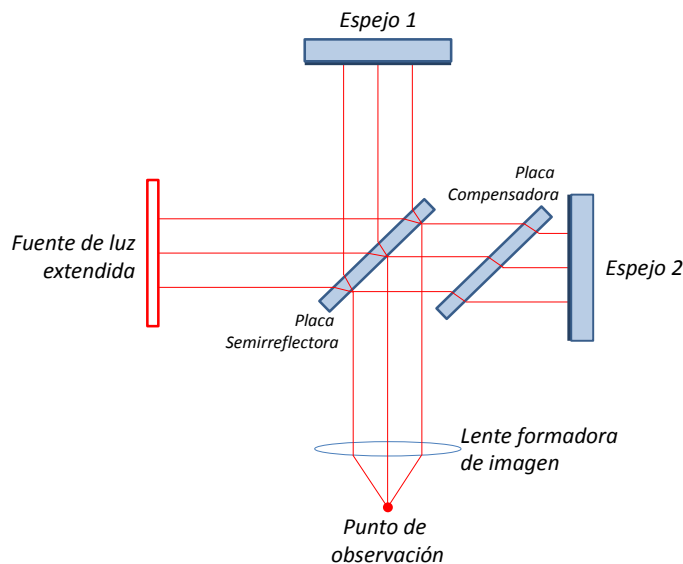 Espejo 1
Placa
Compensadora
Fuente de luz
extendida
Espejo 2
Placa
Semirreflectora
Lente formadora
de imagen
Punto de
observación